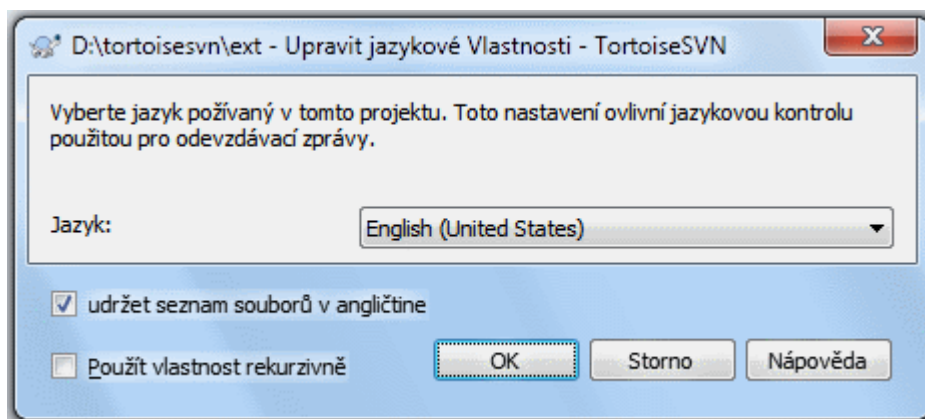 D:\tortoisesvn\ext - Upravit jazykové Vlastnosti - TortoiseSVN
Vyberte jazyk požívaný v tomto projektu. Toto nastavení ovlivní jazykovou kontrolu
použitou pro odevzdávací zprávy.
Jazyk:
English (United States)
udržet seznam souborů v angličtine
Použít vlastnost rekurzivně
OK
Storno
Nápověda